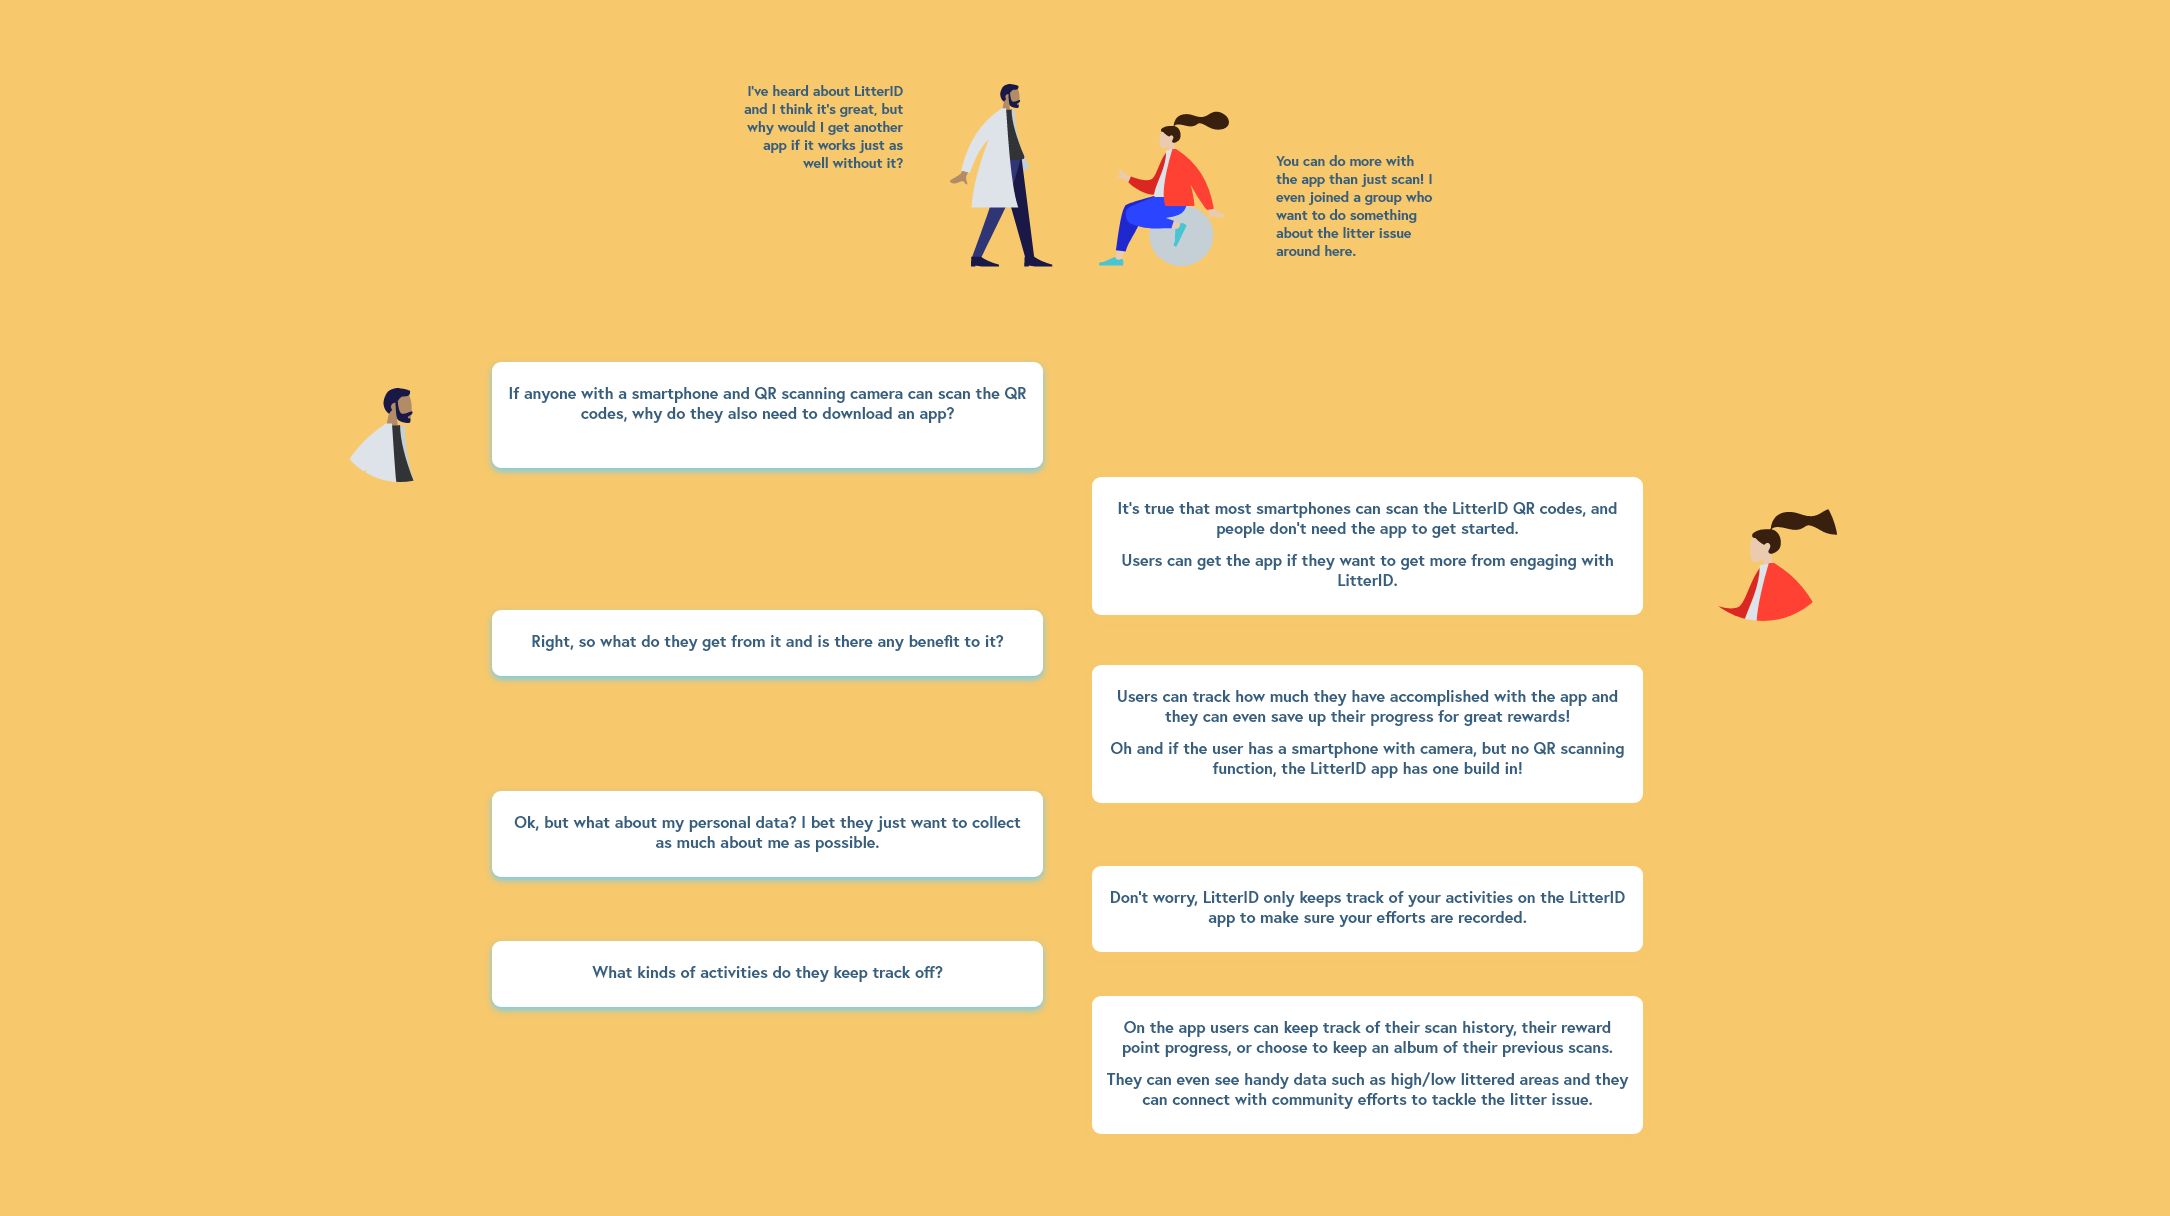 I've heard about LitterID
and I think it's great, but
why would I get another
app if it works just as
well without it?
You can do more with
the app than just scan! I
even joined a group who
want to do something
about the litter issue
around here.
If anyone with a smartphone and QR scanning camera can scan the QR
codes, why do they also need to download an app?
It's true that most smartphones can scan the LitterID QR codes, and
people don't need the app to get started.
Users can get the app if they want to get more from engaging with
LitterID.
Right, so what do they get from it and is there any benefit to it?
Users can track how much they have accomplished with the app and
they can even save up their progress for great rewards!
Oh and if the user has a smartphone with camera, but no QR scanning
function, the LitterID app has one build in!
Ok, but what about my personal data? I bet they just want to collect
as much about me as possible.
Don't worry, LitterID only keeps track of your activities on the LitterID
app to make sure your efforts are recorded.
What kinds of activities do they keep track off?
On the app users can keep track of their scan history, their reward
point progress, or choose to keep an album of their previous scans.
They can even see handy data such as high/low littered areas and they
can connect with community efforts to tackle the litter issue.